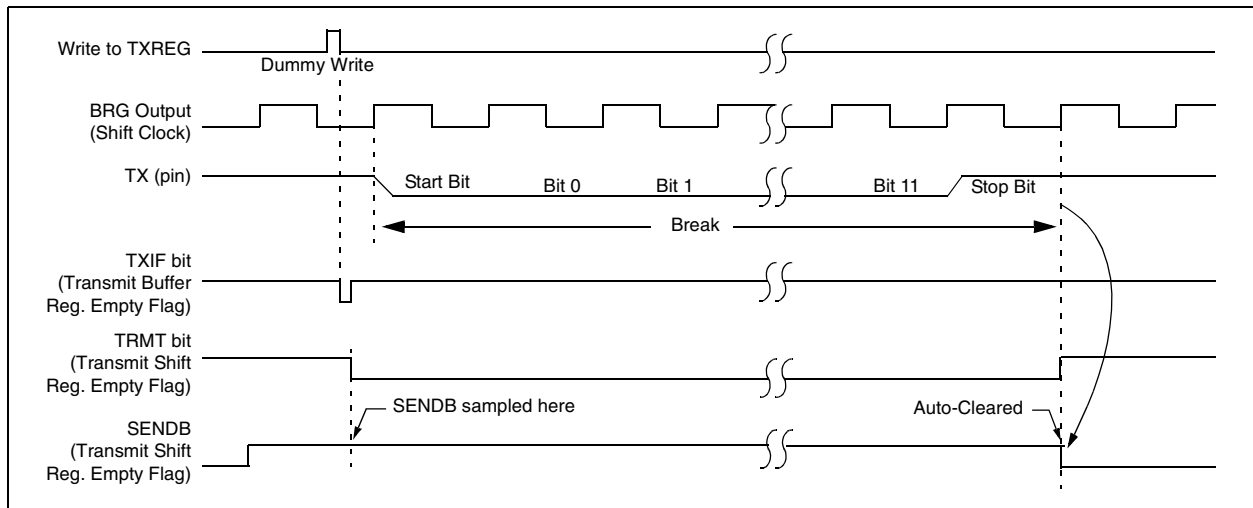 Write to TXREG
Dummy Write
BRG Output
(Shift Clock)
TX (pin)
Start Bit
Bit 0
Bit 1
Bit 11
Stop Bit
Break
TXIF bit
(Transmit Buffer
Reg. Empty Flag)
TRMT bit
(Transmit Shift
Reg. Empty Flag)
SENDB sampled here
Auto-Cleared
SENDB
(Transmit Shift
Reg. Empty Flag)